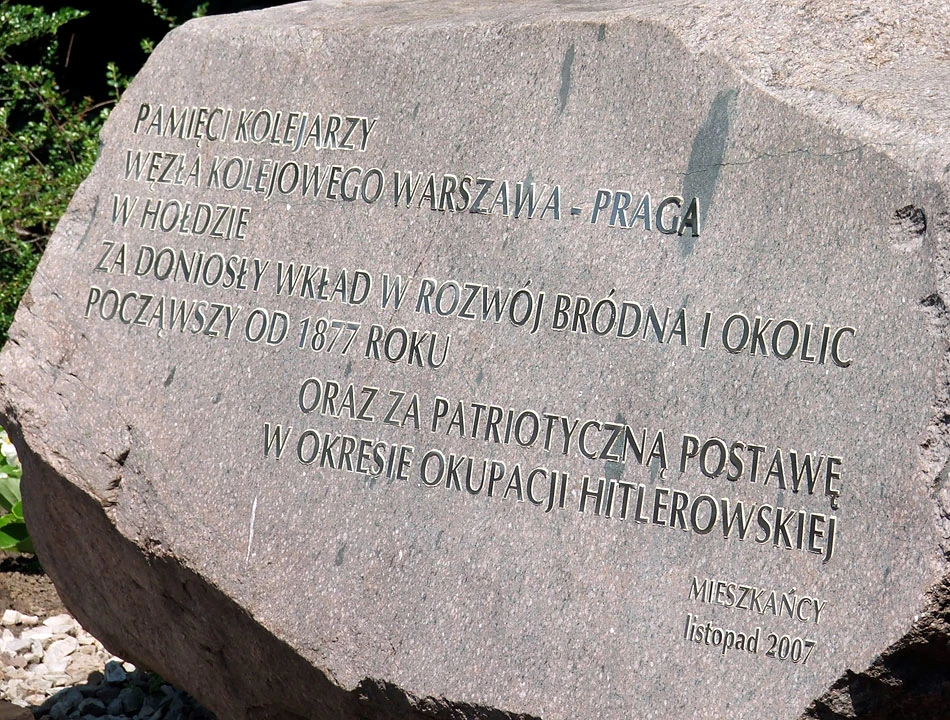 PAMIĘCI KOLEJARZY
WĘZŁA KOLEJOWEGO WARSZAWA - PRAGA
W HOŁDZIE
ZA DONIOSŁY WKŁAD W ROZWÓJ BRÓDNA I OKOLIC
POCZĄWSZY OD 1877 ROKU
ORAZ ZA PATRIOTYCZNĄ POSTAWĘ
W OKRĘSIE OKUPACJI HITLEROWSKIEJ
MIESZKAŃCY
listopad 2007